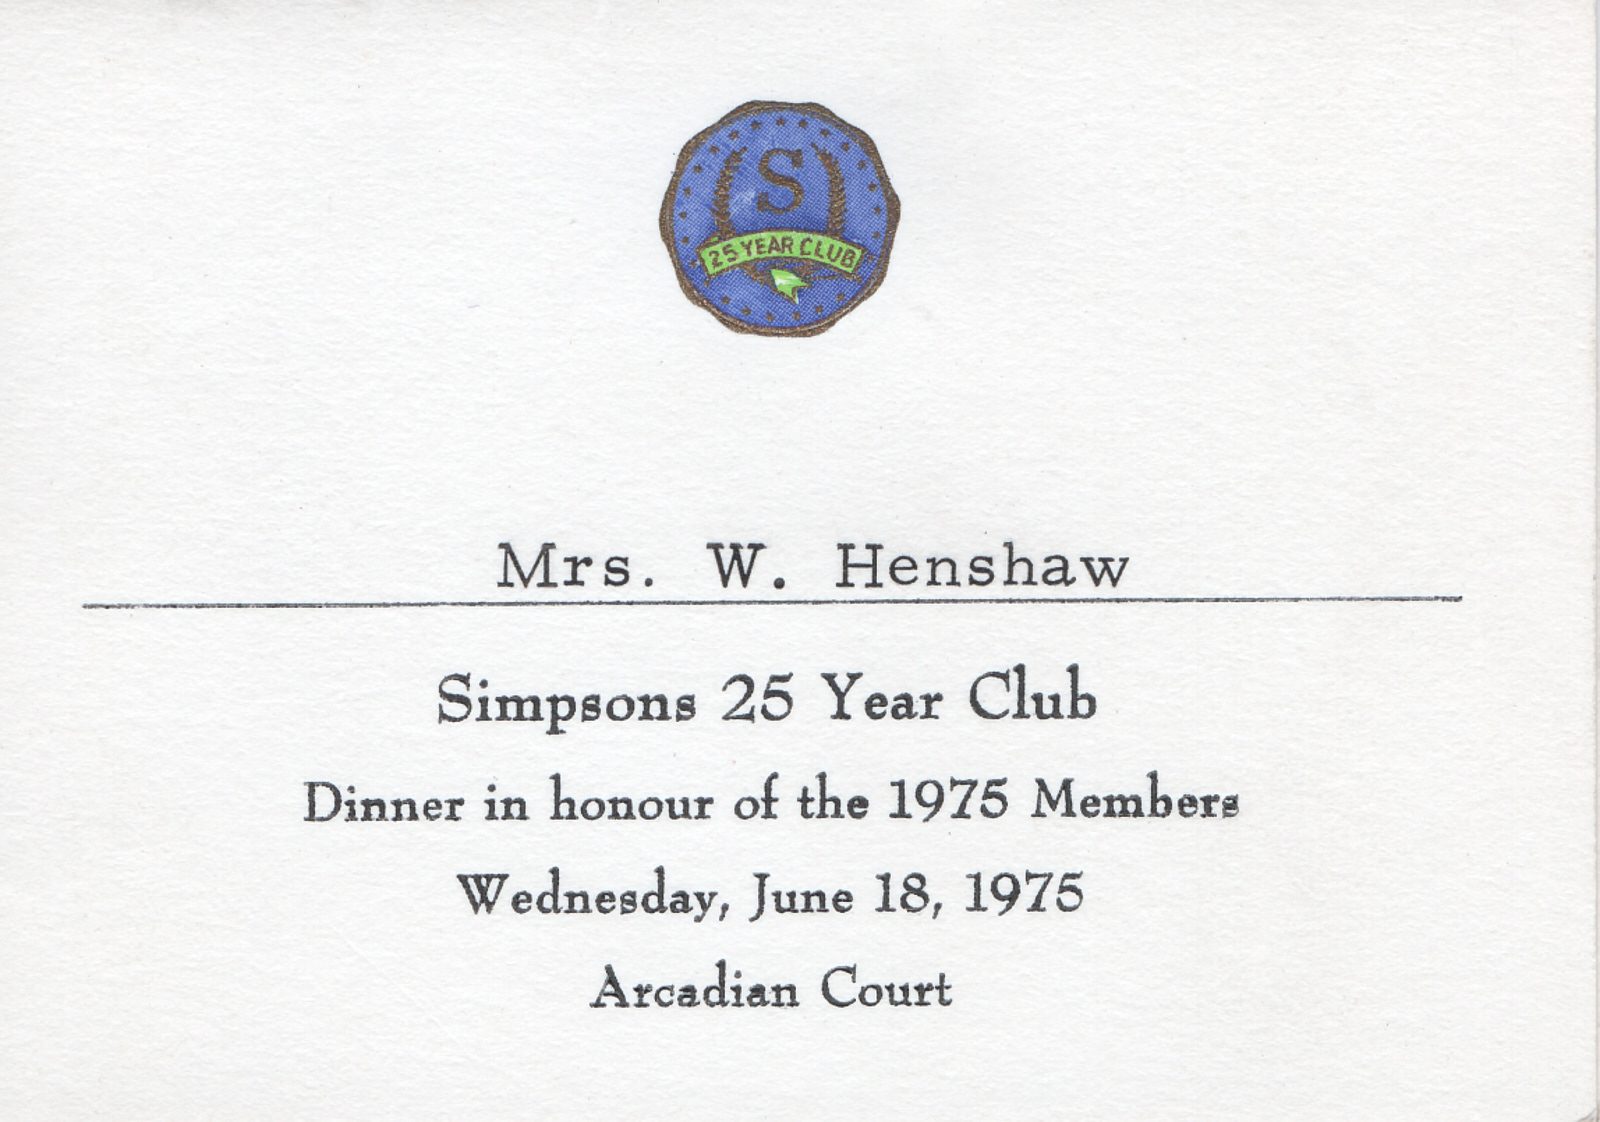 S
25 YEAR CLUB
Mrs. W. Henshaw
Simpsons 25 Year Club
Dinner in honour of the 1975 Members
Wednesday, June 18, 1975
Arcadian Court